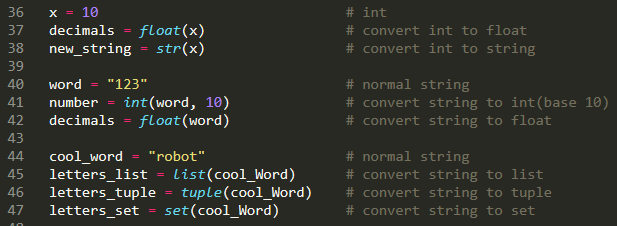 36 x = 10 # int
37 decimals = float(x) # convert int to float
38 new_string = str(x) # convert int to string
39
40 word = "123" # normal string
41 number = int(word, 10) # convert string to int(base 10)
42 decimals = float(word) # convert string to float
43
44 cool_word = "robot" # normal string
45 letters_list = list(cool_Word) # convert string to list
46 letters_tuple = tuple(cool_Word) # convert string to tuple
47 letters_set = set(cool_Word) # convert string to set